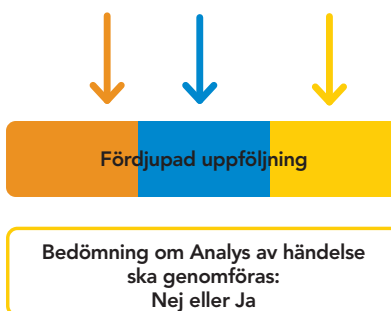 Fördjupad uppföljning
Bedömning om Analys av händelse
ska genomföras:
Nej eller Ja